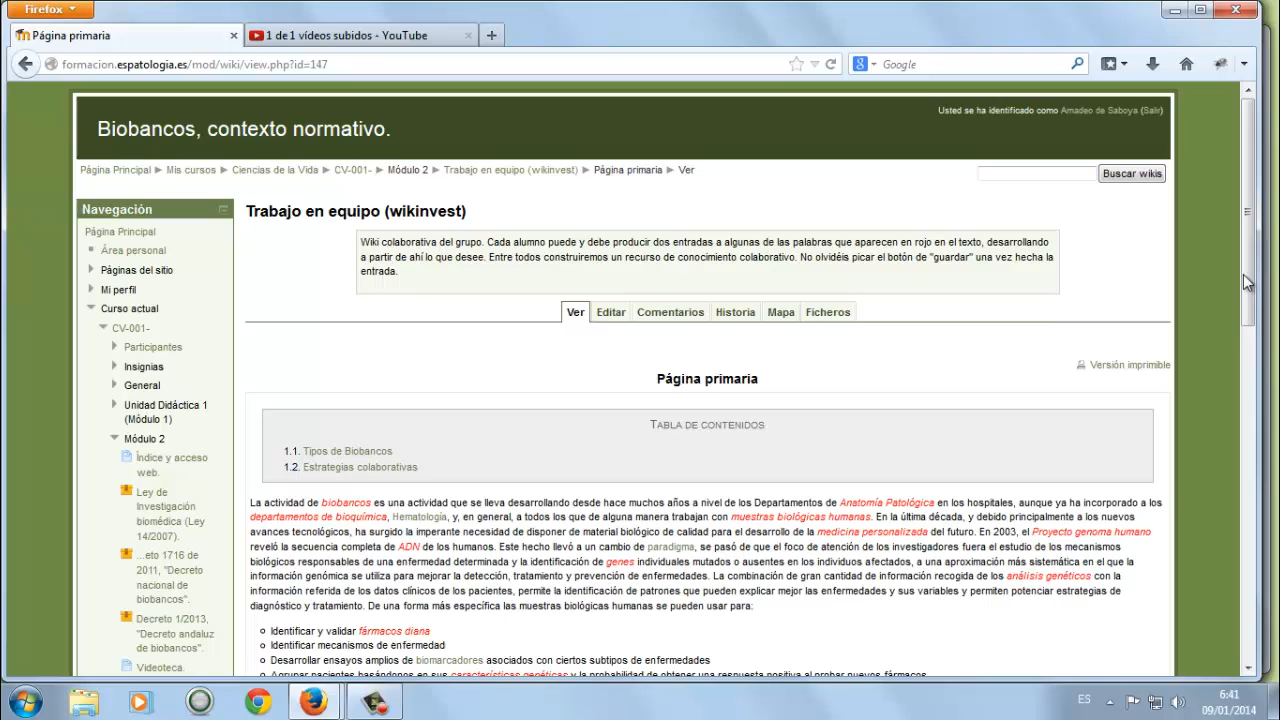 Firefox
Página primaria
1 de 1 vídeos subidos - YouTube
formacion.espatologia.es/mod/wiki/view.php?id=147
Google
Usted se ha identificado como Amadeo de Saboya (Salir)
Biobancos, contexto normativo.
Página Principal ► Mis cursos ► Ciencias de la Vida ► CV-001- ► Módulo 2 ► Trabajo en equipo (wikinvest) ► Página primaria ► Ver
Buscar wikis
Navegación
Página Principal
Área personal
Páginas del sitio
Mi perfil
Curso actual
CV-001-
Participantes
Insignias
General
Unidad Didáctica 1
(Módulo 1)
Módulo 2
Índice y acceso
web.
Ley de
Investigación
biomédica (Ley
14/2007).
...eto 1716 de
2011, "Decreto
nacional de
biobancos".
Decreto 1/2013,
"Decreto andaluz
de biobancos".
Videoteca.
Trabajo en equipo (wikinvest)
Wiki colaborativa del grupo. Cada alumno puede y debe producir dos entradas a algunas de las palabras que aparecen en rojo en el texto, desarrollando
a partir de ahí lo que desee. Entre todos construiremos un recurso de conocimiento colaborativo. No olvidéis picar el botón de "guardar" una vez hecha la
entrada.
Ver Editar Comentarios Historia Mapa Ficheros
Versión imprimible
Página primaria
TABLA DE CONTENIDOS
1.1. Tipos de Biobancos
1.2. Estrategias colaborativas
La actividad de biobancos es una actividad que se lleva desarrollando desde hace muchos años a nivel de los Departamentos de Anatomía Patológica en los hospitales, aunque ya ha incorporado a los
departamentos de bioquímica, Hematología, y, en general, a todos los que de alguna manera trabajan con muestras biológicas humanas. En la última década, y debido principalmente a los nuevos
avances tecnológicos, ha surgido la imperante necesidad de disponer de material biológico de calidad para el desarrollo de la medicina personalizada del futuro. En 2003, el Proyecto genoma humano
reveló la secuencia completa de ADN de los humanos. Este hecho llevó a un cambio de paradigma, se pasó de que el foco de atención de los investigadores fuera el estudio de los mecanismos
biológicos responsables de una enfermedad determinada y la identificación de genes individuales mutados o ausentes en los individuos afectados, a una aproximación más sistemática en el que la
información genómica se utiliza para mejorar la detección, tratamiento y prevención de enfermedades. La combinación de gran cantidad de información recogida de los análisis genéticos con la
información referida de los datos clínicos de los pacientes, permite la identificación de patrones que pueden explicar mejor las enfermedades y sus variables y permiten potenciar estrategias de
diagnóstico y tratamiento. De una forma más específica las muestras biológicas humanas se pueden usar para:
Identificar y validar fármacos diana
Identificar mecanismos de enfermedad
Desarrollar ensayos amplios de biomarcadores asociados con ciertos subtipos de enfermedades
Agrupar pacientes basándonos en sus características genéticas y la probabilidad de obtener una respuesta positiva al probar nuevos fármacos
ES
6:41
09/01/2014